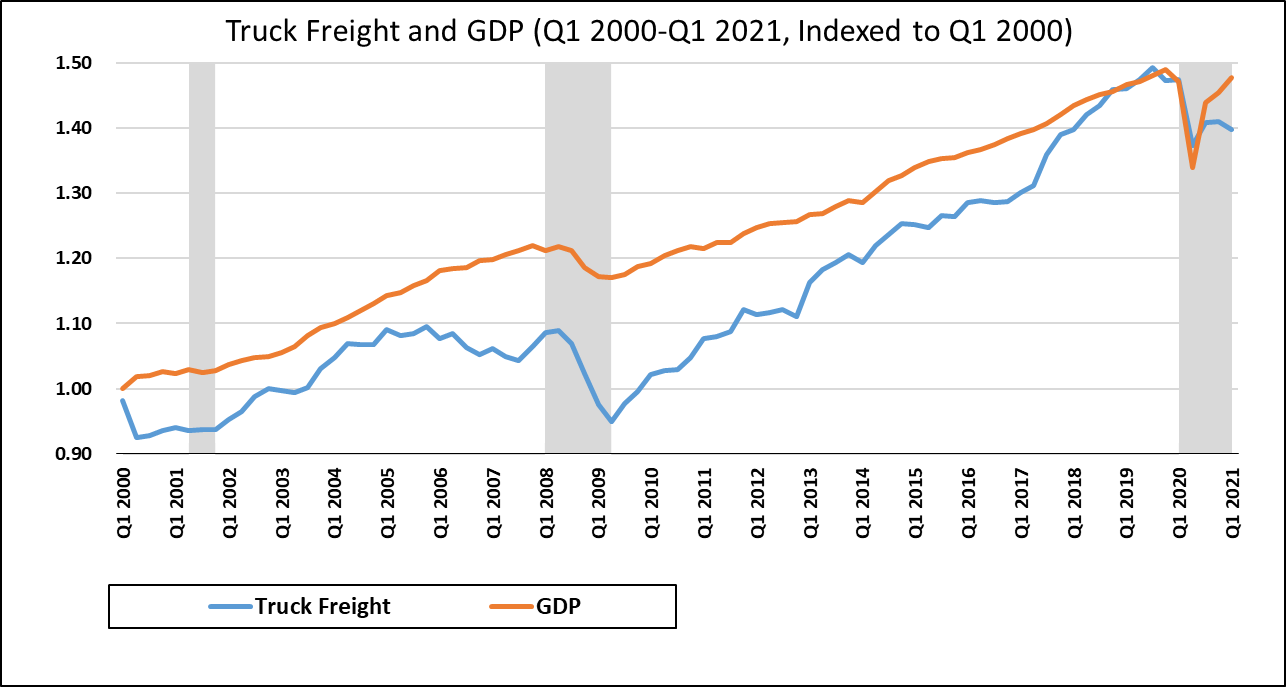 Truck Freight and GDP (Q1 2000-Q1 2021, Indexed to Q1 2000)
1.50
1.40
1.30
1.20
1.10
1.00
0.90
Q1 2000
Q1 2001
Q1 2002
Q1 2003
Q1 2004
Q1 2005
Q1 2006
Q1 2007
Q1 2008
Q1 2009
Q1 2010
Q1 2011
Q1 2012
Q1 2013
Q1 2014
Q1 2015
Q1 2016
Q1 2017
Q1 2018
Q1 2019
Q1 2020
Q1 2021
Truck Freight
GDP